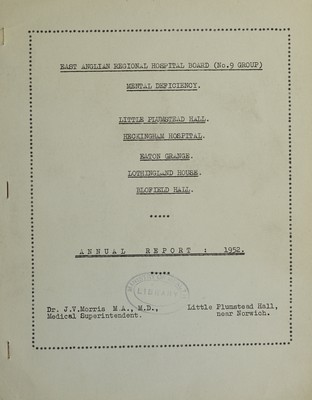 EAST ANGLIAN REGIONAL HOSPITAL BOARD (No.9 GROUP)
MENTAL DEFICIENCY.
LITTLE PLUMSTEAD HALL.
HECKINGHAM HOSPITAL.
EATON GRANGE.
LOTHINGLAND HOUSE.
BLOFIELD HALL.
*****
ANNUAL REPORT : 1952.
*****
LIBRARY
Dr. J.V.Morris M.A., M.D., Little Plumstead Hall,
Medical Superintendent. near Norwich.